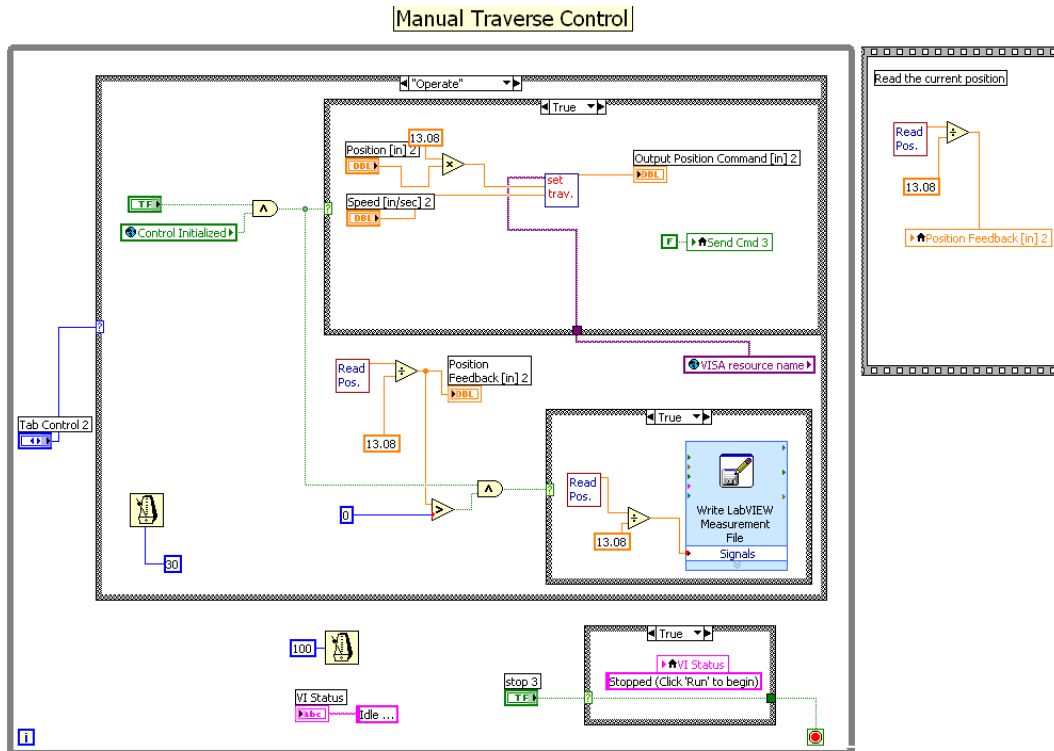 Manual Traverse Control
"Operate"
True
Position [in] 2
13.08
DBL
set
trav.
Output Position Command [in] 2
DBL
Speed [in/sec] 2
DBL
TF
Control Initialized
F
Send Cmd 3
VISA resource name
Read
Pos.
Position
Feedback [in] 2
DBL
13.08
Tab Control 2
0
True
Read
Pos.
13.08
Write LabVIEW
Measurement
File
Signals
30
100
VI Status
abc
Idle ...
stop 3
TF
True
VI Status
Stopped (Click 'Run' to begin)
i
Read the current position
Read
Pos.
13.08
Position Feedback [in] 2